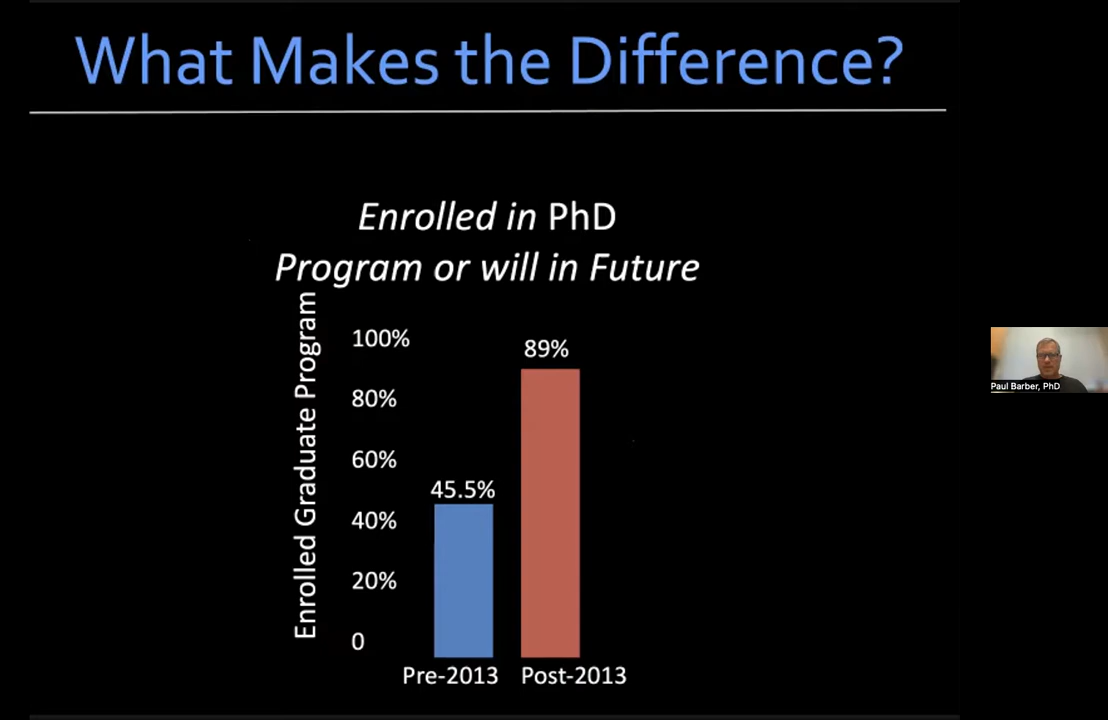 What Makes the Difference?
Enrolled in PhD
Program or will in Future
Enrolled Graduate Program
100%
80%
60%
40%
20%
0
45.5%
89%
Pre-2013
Post-2013
Paul Barber, PhD